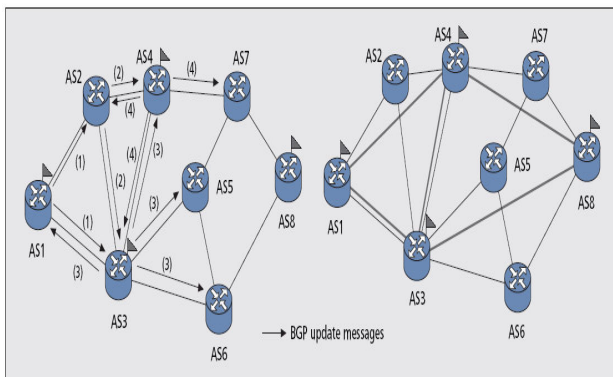 AS2
(2)
AS4
(4)
AS7
(4)
(1)
(4)
(3)
(2)
(3)
AS5
AS8
AS1
(1)
(3)
(3)
AS3
AS6
BGP update messages
AS4
AS7
AS2
AS5
AS1
AS8
AS3
AS6